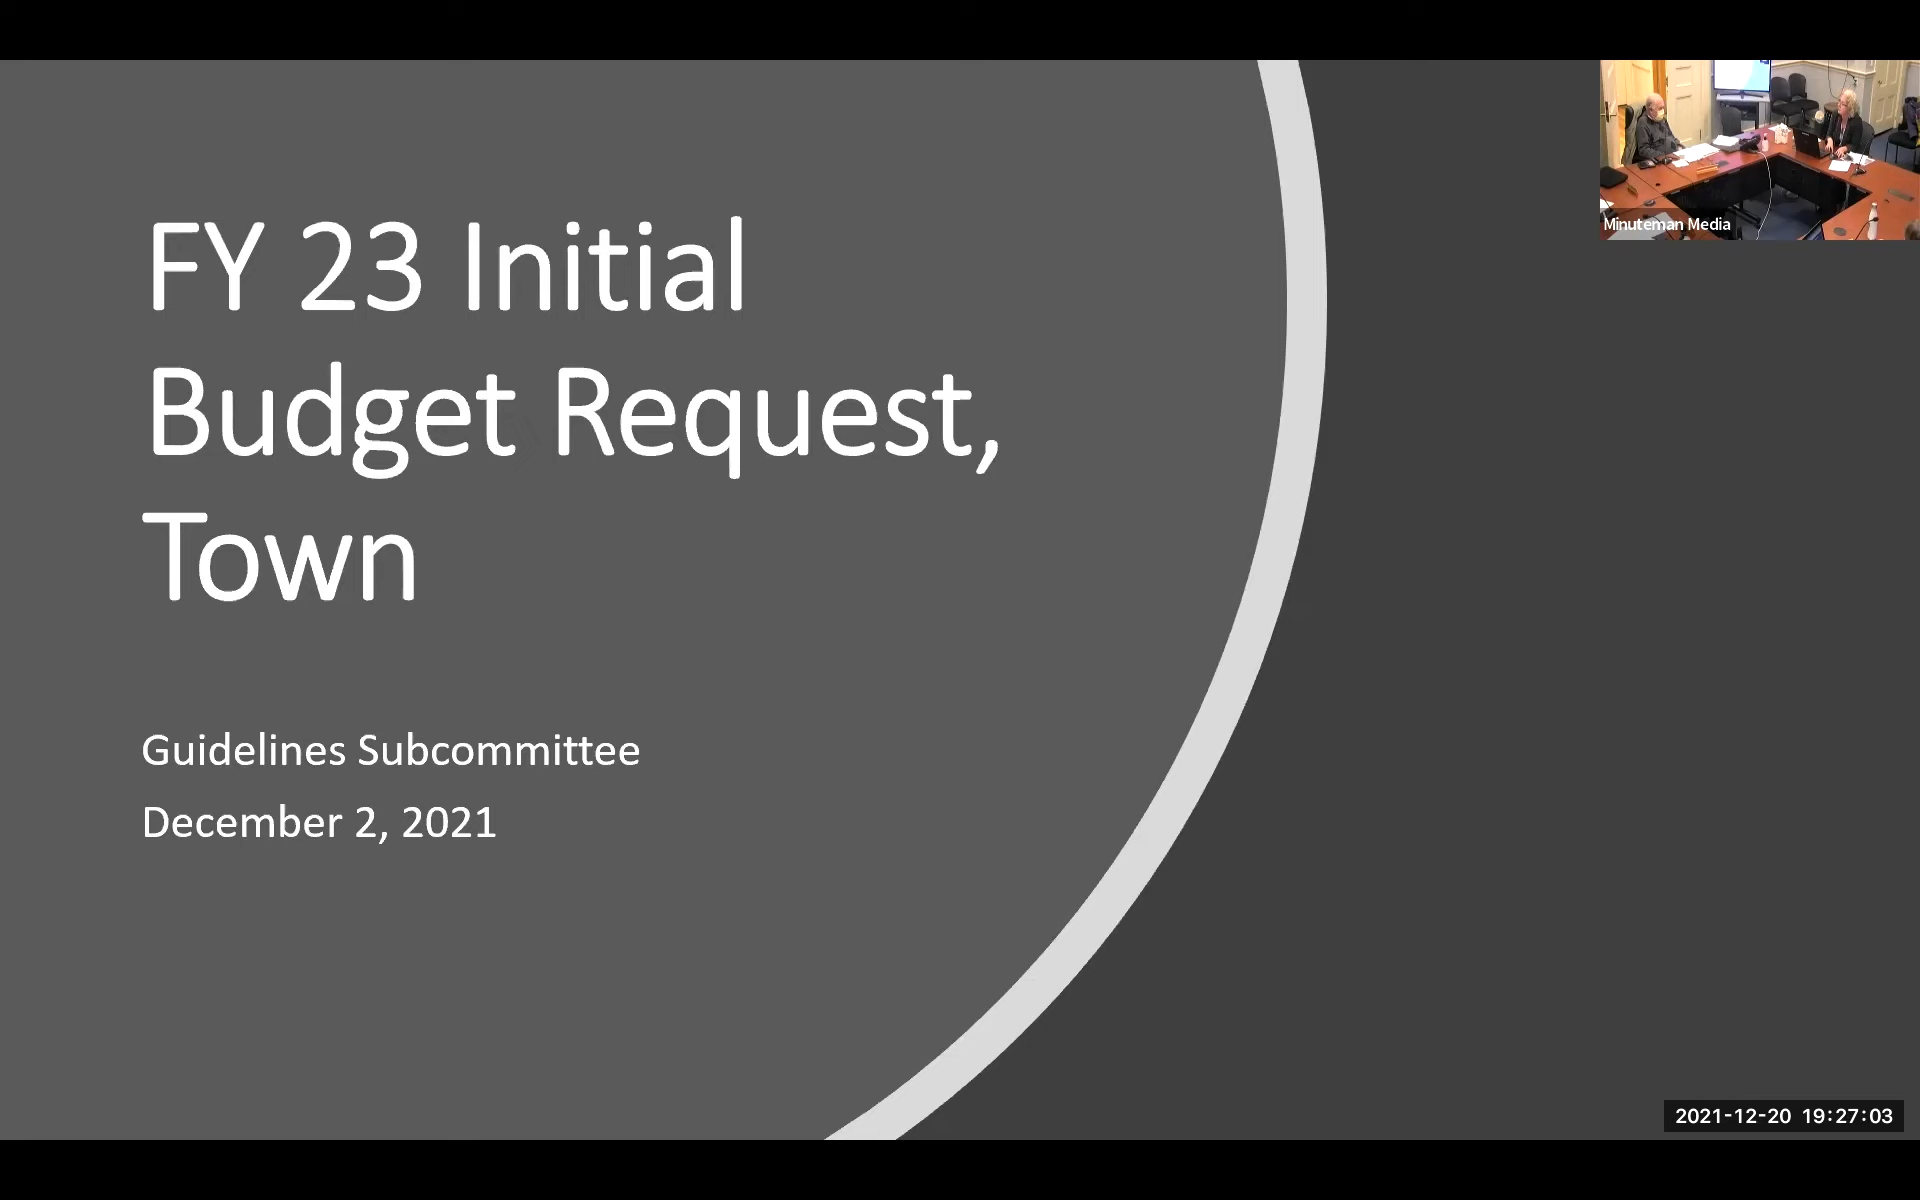 FY 23 Initial
Budget Request,
Town
Guidelines Subcommittee
December 2, 2021
Minuteman Media
2021-12-20 19:27:03